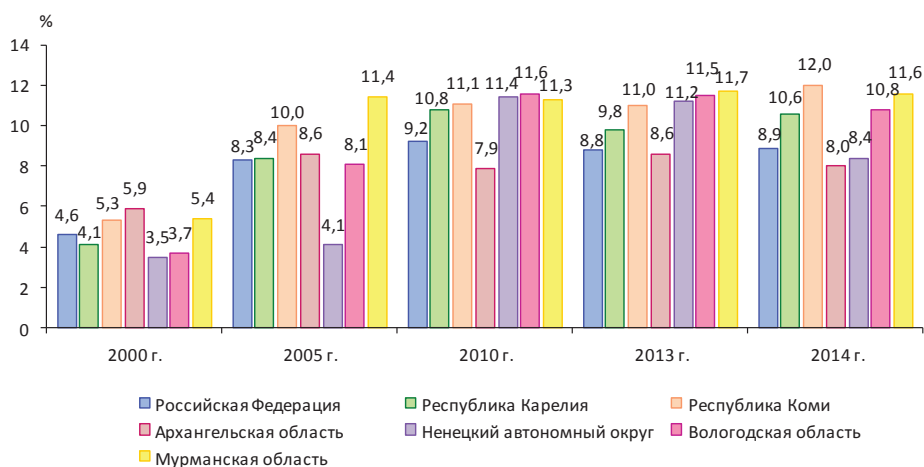 %
14
12
10
8
6
4
2
0
4,6 4,1 5,3 5,9 3,5 3,7 5,4
8,3 8,4 10,0 8,6 4,1 8,1 11,4
9,2 10,8 11,1 7,9 11,4 11,6 11,3
8,8 9,8 11,0 8,6 11,2 11,5 11,7
8,9 10,6 12,0 8,0 8,4 10,8 11,6
2000 г. 2005 г. 2010 г. 2013 г. 2014 г.
Российская Федерация Республика Карелия Республика Коми
Архангельская область Ненецкий автономный округ Вологодская область
Мурманская область